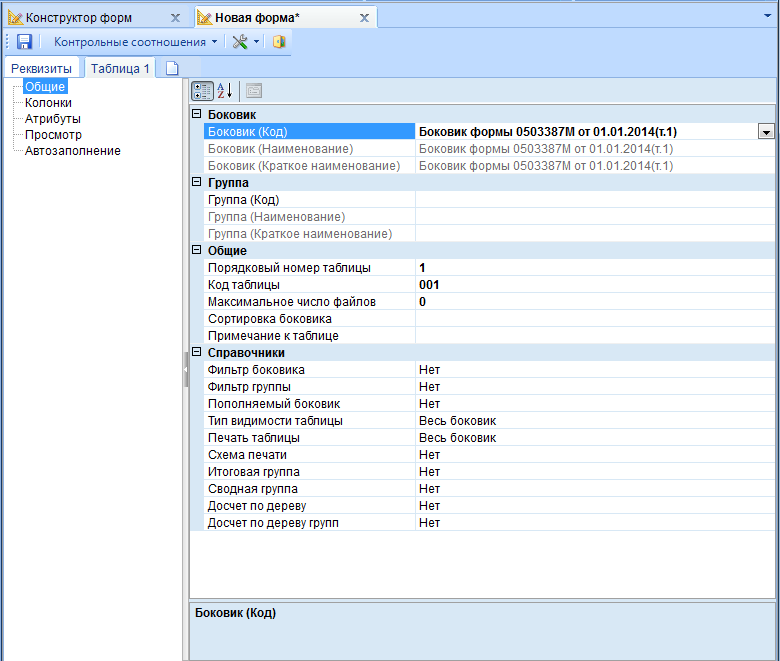 Конструктор форм
Новая форма*
Контрольные соотношения
Реквизиты
Таблица 1
Общие
Колонки
Атрибуты
Просмотр
Автозаполнение
Боковик
Боковик (Код) Боковик формы 0503387М от 01.01.2014(т.1)
Боковик (Наименование) Боковик формы 0503387М от 01.01.2014(т.1)
Боковик (Краткое наименование) Боковик формы 0503387М от 01.01.2014(т.1)
Группа
Группа (Код)
Группа (Наименование)
Группа (Краткое наименование)
Общие
Порядковый номер таблицы 1
Код таблицы 001
Максимальное число файлов 0
Сортировка боковика
Примечание к таблице
Справочники
Фильтр боковика Нет
Фильтр группы Нет
Пополняемый боковик Нет
Тип видимости таблицы Весь боковик
Печать таблицы Весь боковик
Схема печати Нет
Итоговая группа Нет
Сводная группа Нет
Досчет по дереву Нет
Досчет по дереву групп Нет
Боковик (Код)